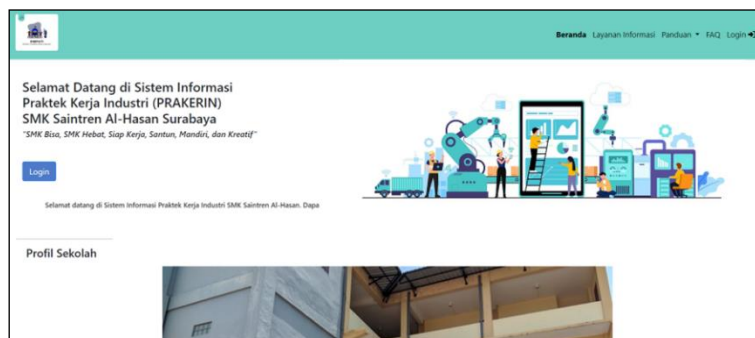 Beranda Layanan Informasi Panduan FAQ Login
Selamat Datang di Sistem Informasi
Praktek Kerja Industri (PRAKERIN)
SMK Saintren Al-Hasan Surabaya
"SMK Bisa, SMK Hebat, Siap Kerja, Santun, Mandiri, dan Kreatif"
Login
Selamat datang di Sistem Informasi Praktek Kerja Industri SMK Saintren Al-Hasan. Dapa
Profil Sekolah